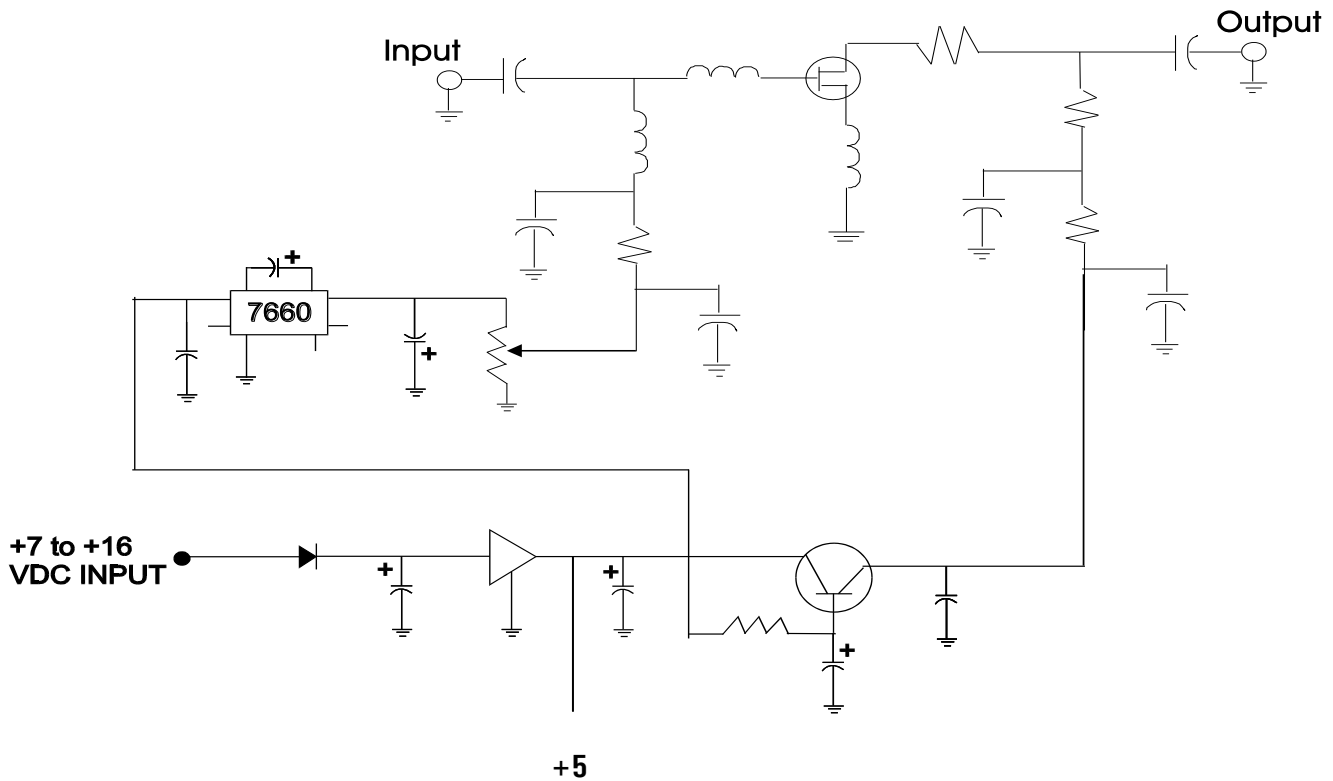 Input
Output
+
7660
+
+7 to +16
VDC INPUT
+
+
+
+5